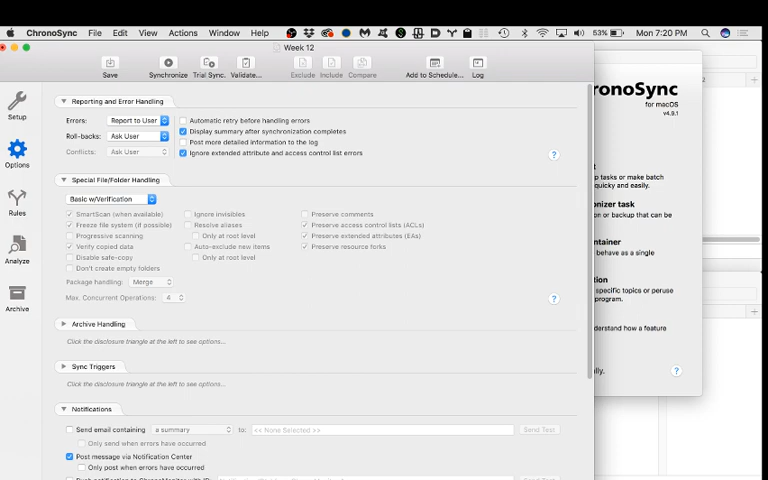 ChronoSync File Edit View Actions Window Help 53% Mon 7:20 PM
Week 12
Save Synchronize Trial Sync. Validate... Exclude Include Compare Add to Schedule... Log
Setup
Options
Rules
Analyze
Archive
Reporting and Error Handling
Errors: Report to User Automatic retry before handling errors
Roll-backs: Ask User Display summary after synchronization completes
Post more detailed information to the log
Conflicts: Ask User Ignore extended attribute and access control list errors
?
Special File/Folder Handling
Basic w/Verification
SmartScan (when available) Ignore invisibles Preserve comments
Freeze file system (if possible) Resolve aliases Preserve access control lists (ACLs)
Progressive scanning Only at root level Preserve extended attributes (EAs)
Verify copied data Auto-exclude new items Preserve resource forks
Disable safe-copy Only at root level
Don't create empty folders
Package handling: Merge
Max. Concurrent Operations: 4
?
Archive Handling
Click the disclosure triangle at the left to see options...
Sync Triggers
Click the disclosure triangle at the left to see options...
Notifications
Send email containing a summary to: << None Selected >> Send Test
Only send when errors have occurred
Post message via Notification Center
Only post when errors have occurred
ronoSync
for macOS
v4.9.1
t
p tasks or make batch
quickly and easily.
onizer task
on or backup that can be
ntainer
behave as a single
tion
specific topics or peruse
program.
derstand how a feature
lly.
?